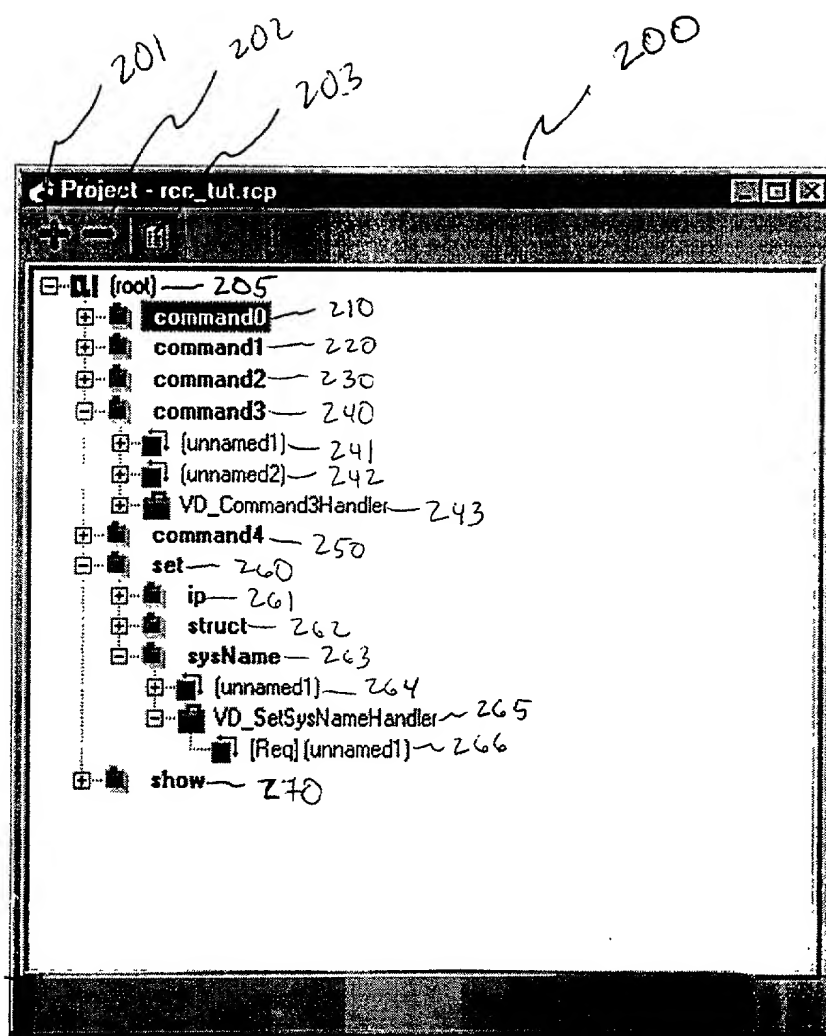 201 202 203 200
Project - rcc_tut.rcp
(root) 205
command0 210
command1 220
command2 230
command3 240
(unnamed1) 241
(unnamed2) 242
VD_Command3Handler 243
command4 250
set 260
ip 261
struct 262
sysName 263
(unnamed1) 264
VD_SetSysNameHandler 265
[Req] (unnamed1) 266
show 270